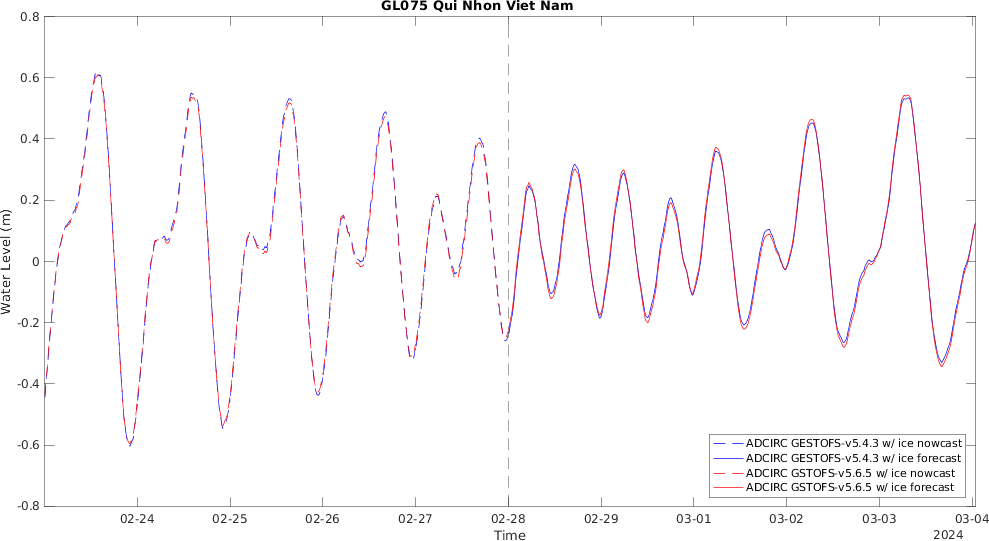 GL075 Qui Nhon Viet Nam
0.8
0.6
0.4
0.2
0
-0.2
-0.4
-0.6
-0.8
Water Level (m)
02-24 02-25 02-26 02-27 02-28 02-29 03-01 03-02 03-03 03-04
Time
2024
ADCIRC GESTOFS-v5.4.3 w/ ice nowcast
ADCIRC GESTOFS-v5.4.3 w/ ice forecast
ADCIRC GSTOFS-v5.6.5 w/ ice nowcast
ADCIRC GSTOFS-v5.6.5 w/ ice forecast